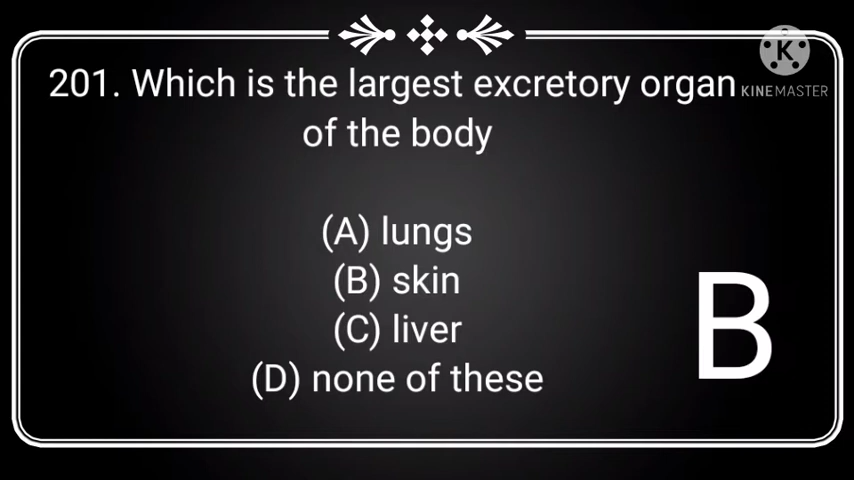 201. Which is the largest excretory organ
of the body
(A) lungs
(B) skin
(C) liver
(D) none of these
B
K
KINEMASTER